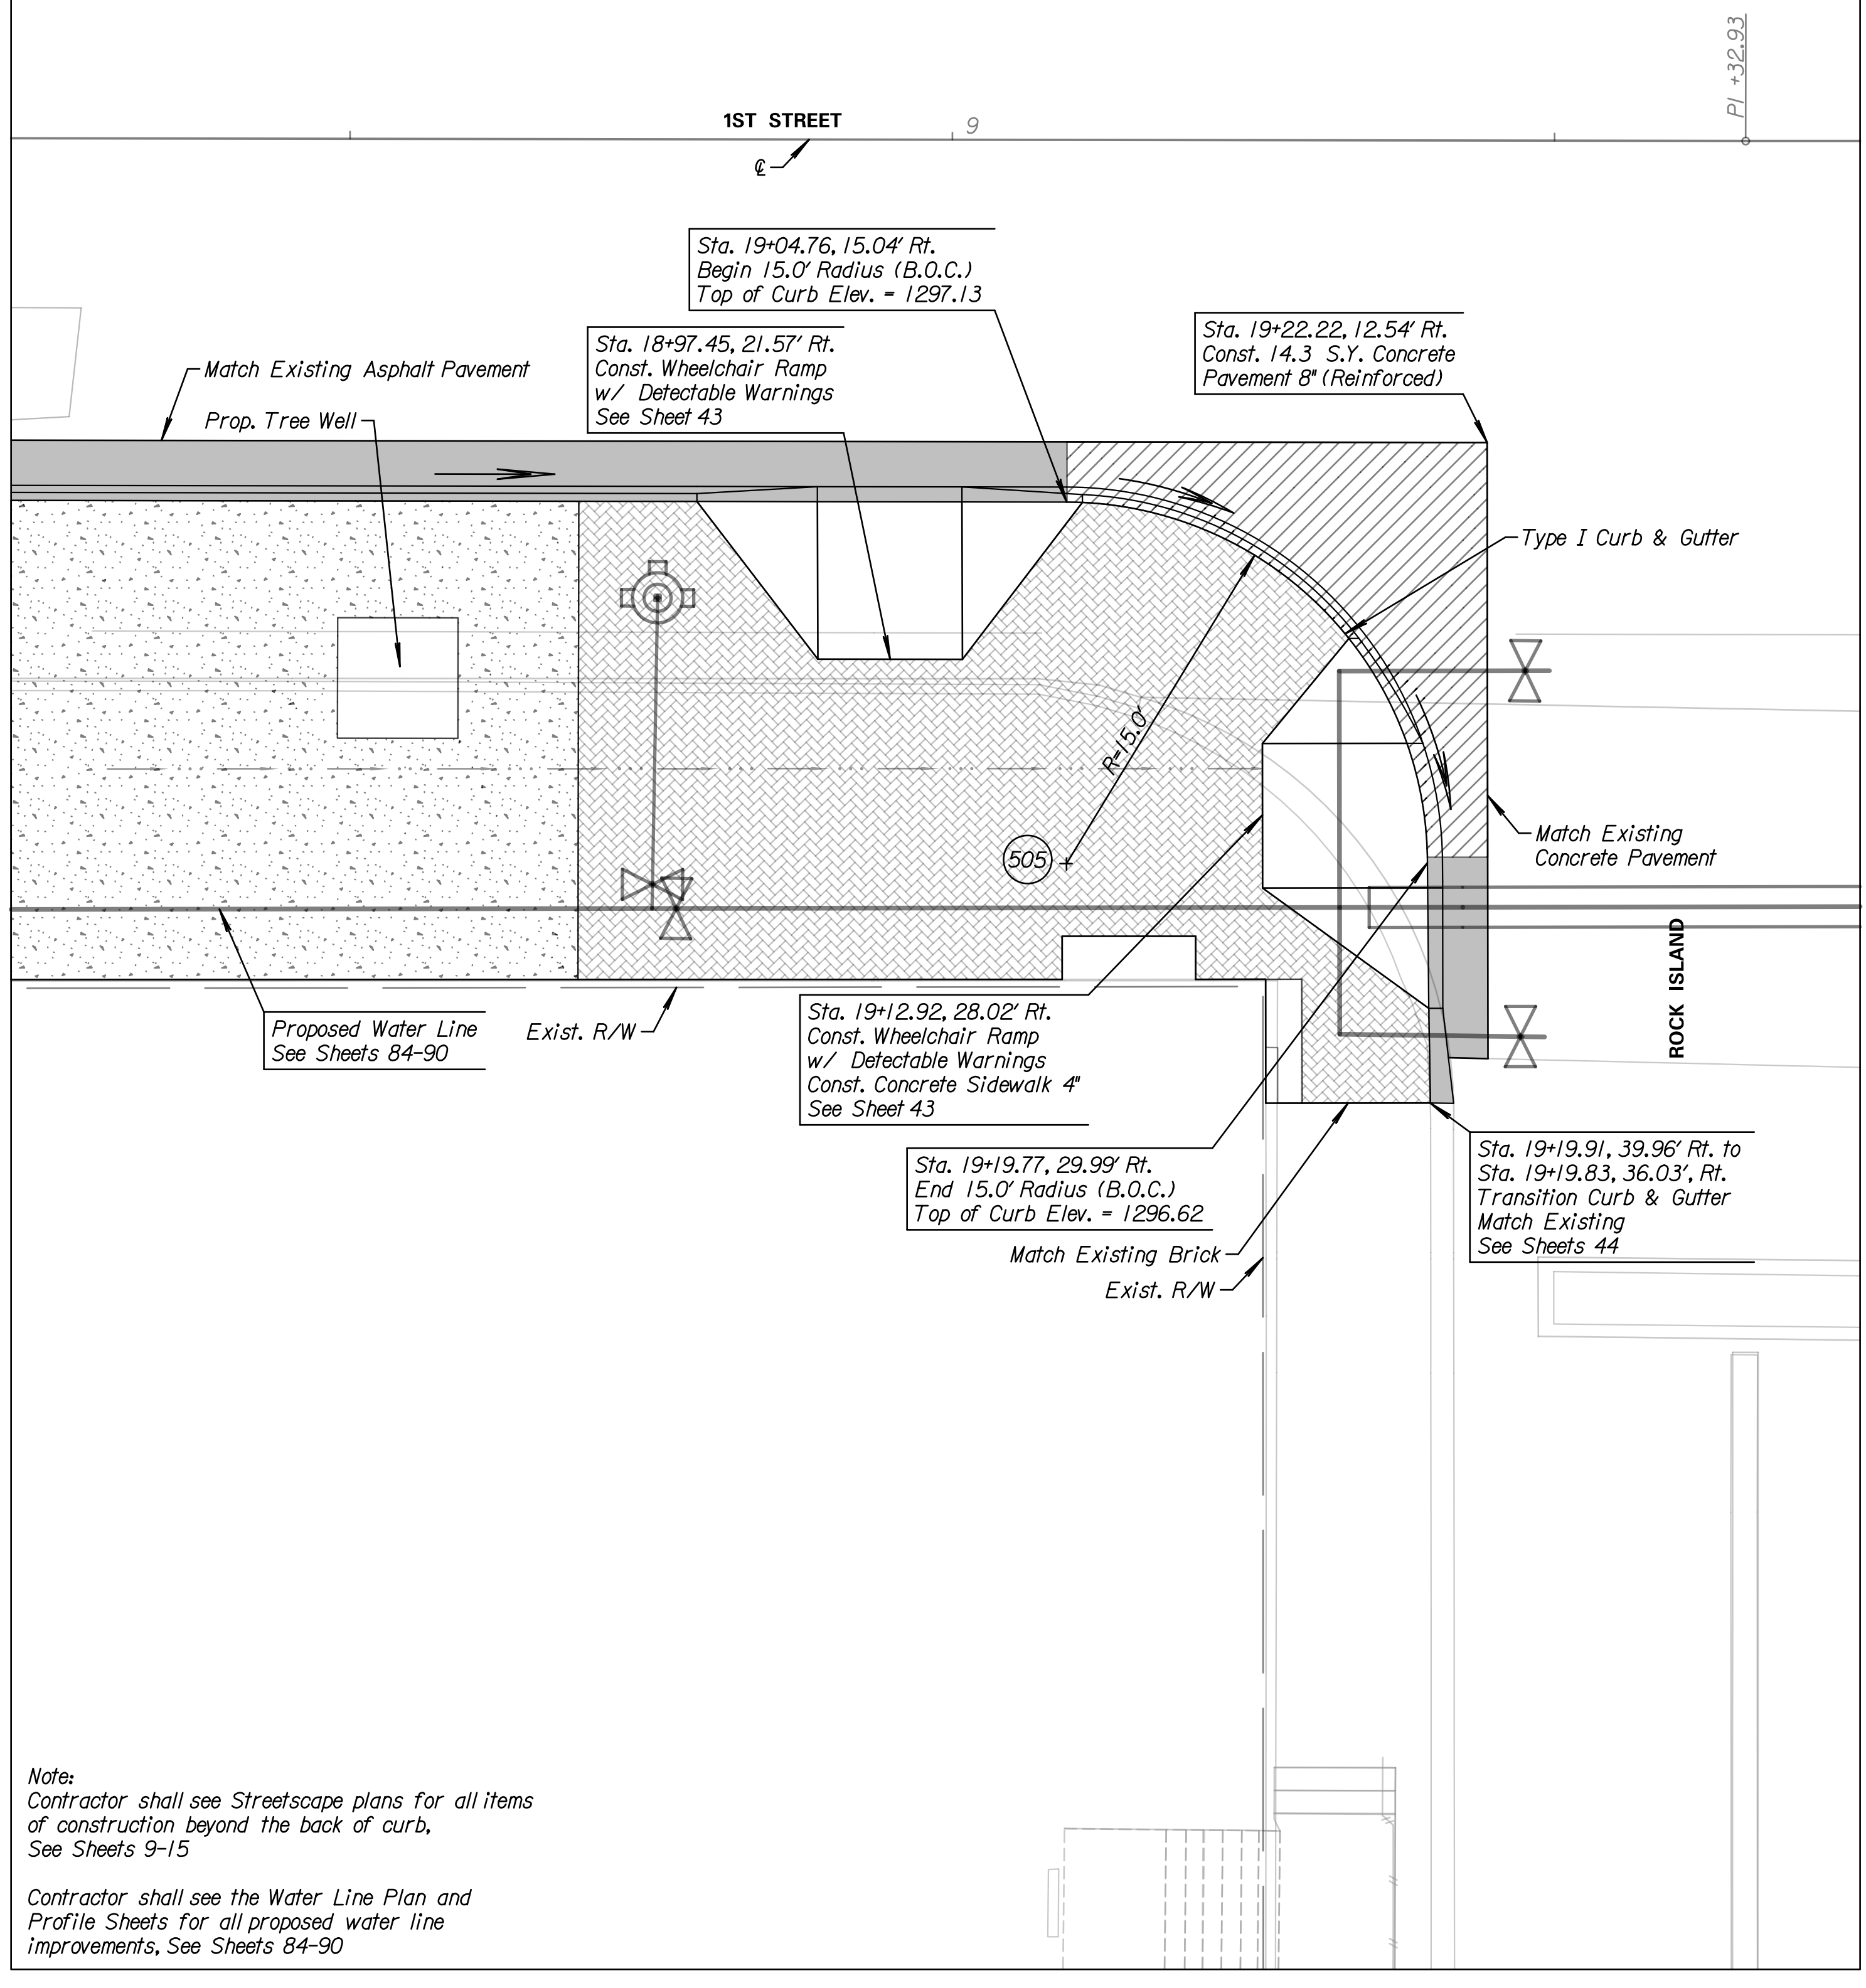 PI +32.93
1ST STREET
9
℄
Sta. 19+04.76, 15.04' Rt.
Begin 15.0' Radius (B.O.C.)
Top of Curb Elev. = 1297.13
Sta. 18+97.45, 21.57' Rt.
Const. Wheelchair Ramp
w/ Detectable Warnings
See Sheet 43
Sta. 19+22.22, 12.54' Rt.
Const. 14.3 S.Y. Concrete
Pavement 8" (Reinforced)
Match Existing Asphalt Pavement
Prop. Tree Well
Type I Curb & Gutter
R=15.0'
505
Match Existing
Concrete Pavement
ROCK ISLAND
Proposed Water Line
See Sheets 84-90
Exist. R/W
Sta. 19+12.92, 28.02' Rt.
Const. Wheelchair Ramp
w/ Detectable Warnings
Const. Concrete Sidewalk 4"
See Sheet 43
Sta. 19+19.77, 29.99' Rt.
End 15.0' Radius (B.O.C.)
Top of Curb Elev. = 1296.62
Sta. 19+19.91, 39.96' Rt. to
Sta. 19+19.83, 36.03', Rt.
Transition Curb & Gutter
Match Existing
See Sheets 44
Match Existing Brick
Exist. R/W
Note:
Contractor shall see Streetscape plans for all items
of construction beyond the back of curb,
See Sheets 9-15
Contractor shall see the Water Line Plan and
Profile Sheets for all proposed water line
improvements, See Sheets 84-90